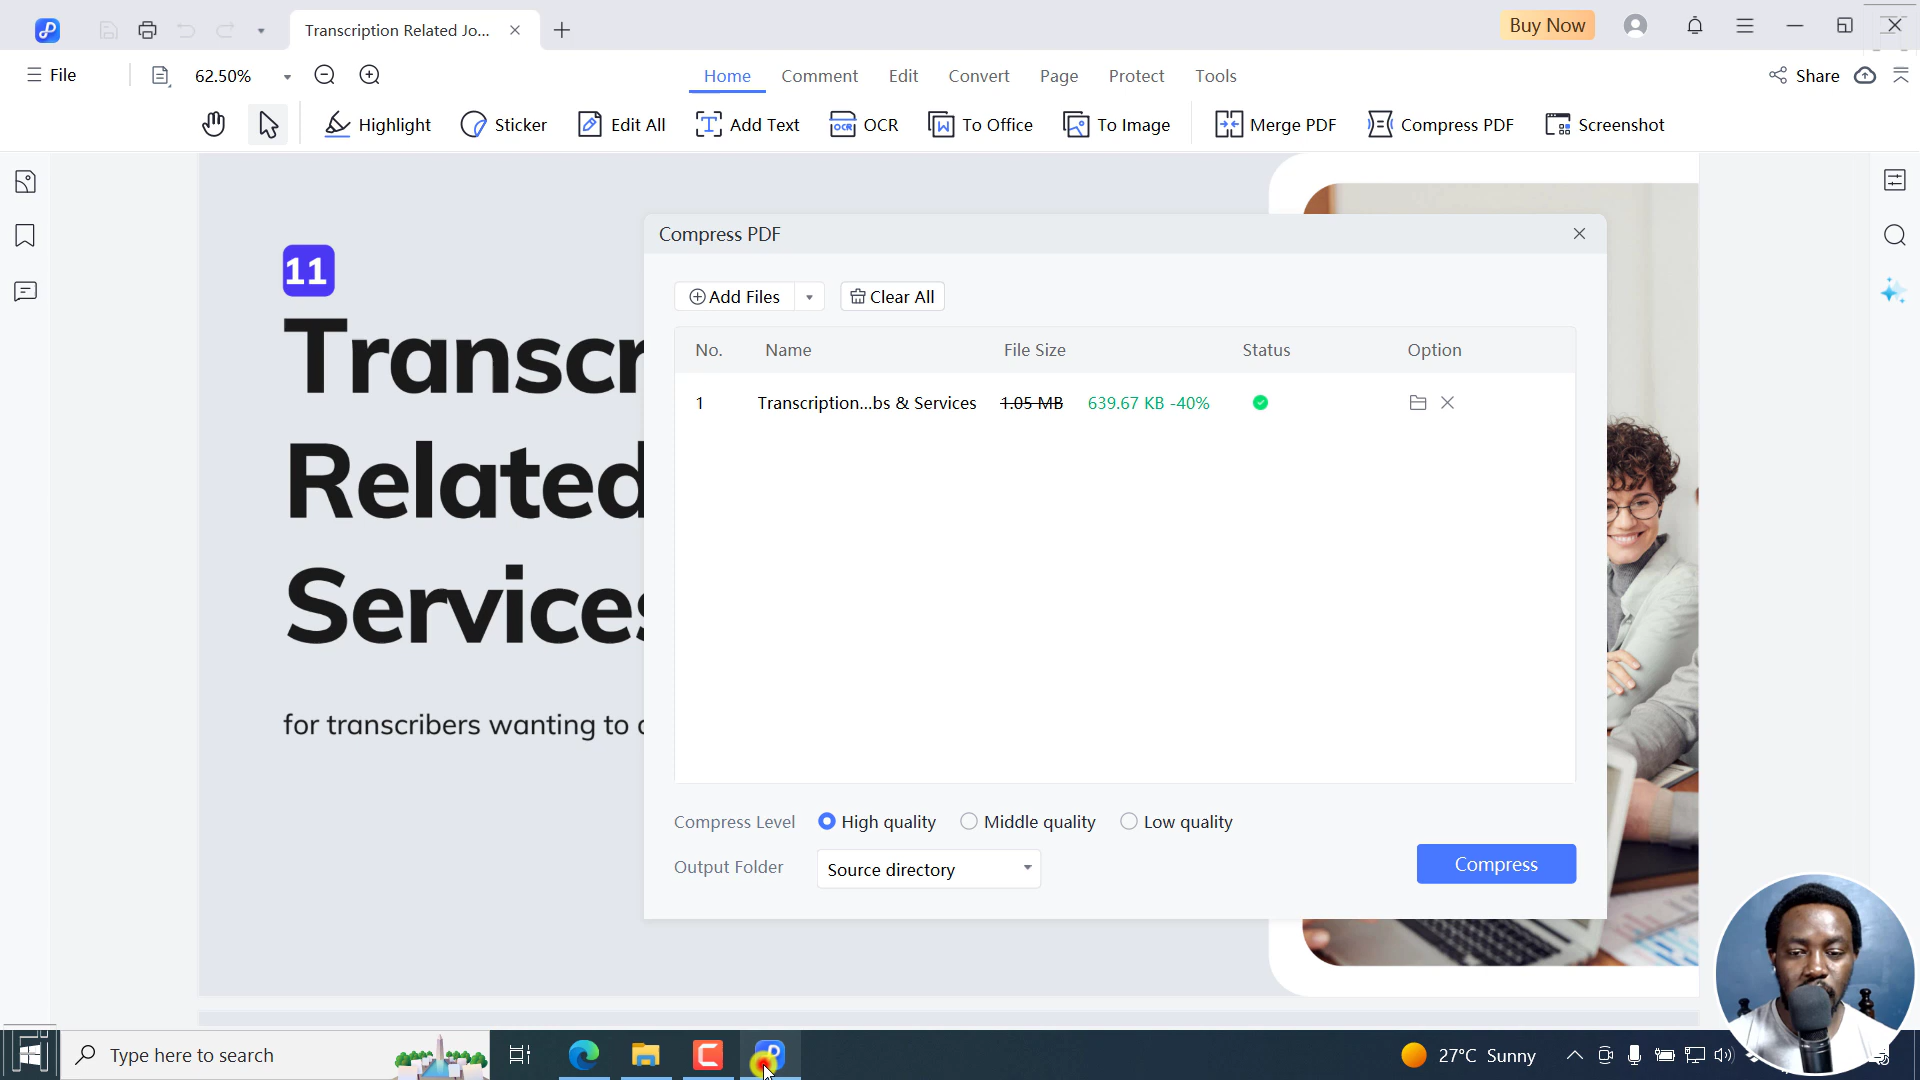 Transcription Related Jo...
Buy Now
File
62.50%
Home
Comment
Edit
Convert
Page
Protect
Tools
Share
Highlight
Sticker
Edit All
Add Text
OCR
To Office
To Image
Merge PDF
Compress PDF
Screenshot
11
Transcr
Related
Services
for transcribers wanting to
Compress PDF
Add Files
Clear All
No.
Name
File Size
Status
Option
1
Transcription...bs & Services
1.05 MB
639.67 KB -40%
Compress Level
High quality
Middle quality
Low quality
Output Folder
Source directory
Compress
Type here to search
27°C Sunny